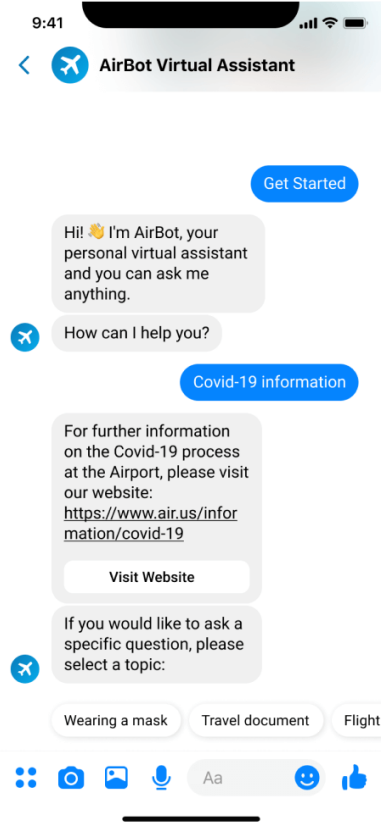 9:41
AirBot Virtual Assistant
Get Started
Hi! 👋 I'm AirBot, your
personal virtual assistant
and you can ask me
anything.
How can I help you?
Covid-19 information
For further information
on the Covid-19 process
at the Airport, please visit
our website:
https://www.air.us/infor
mation/covid-19
Visit Website
If you would like to ask a
specific question, please
select a topic:
Wearing a mask
Travel document
Flight
Aa